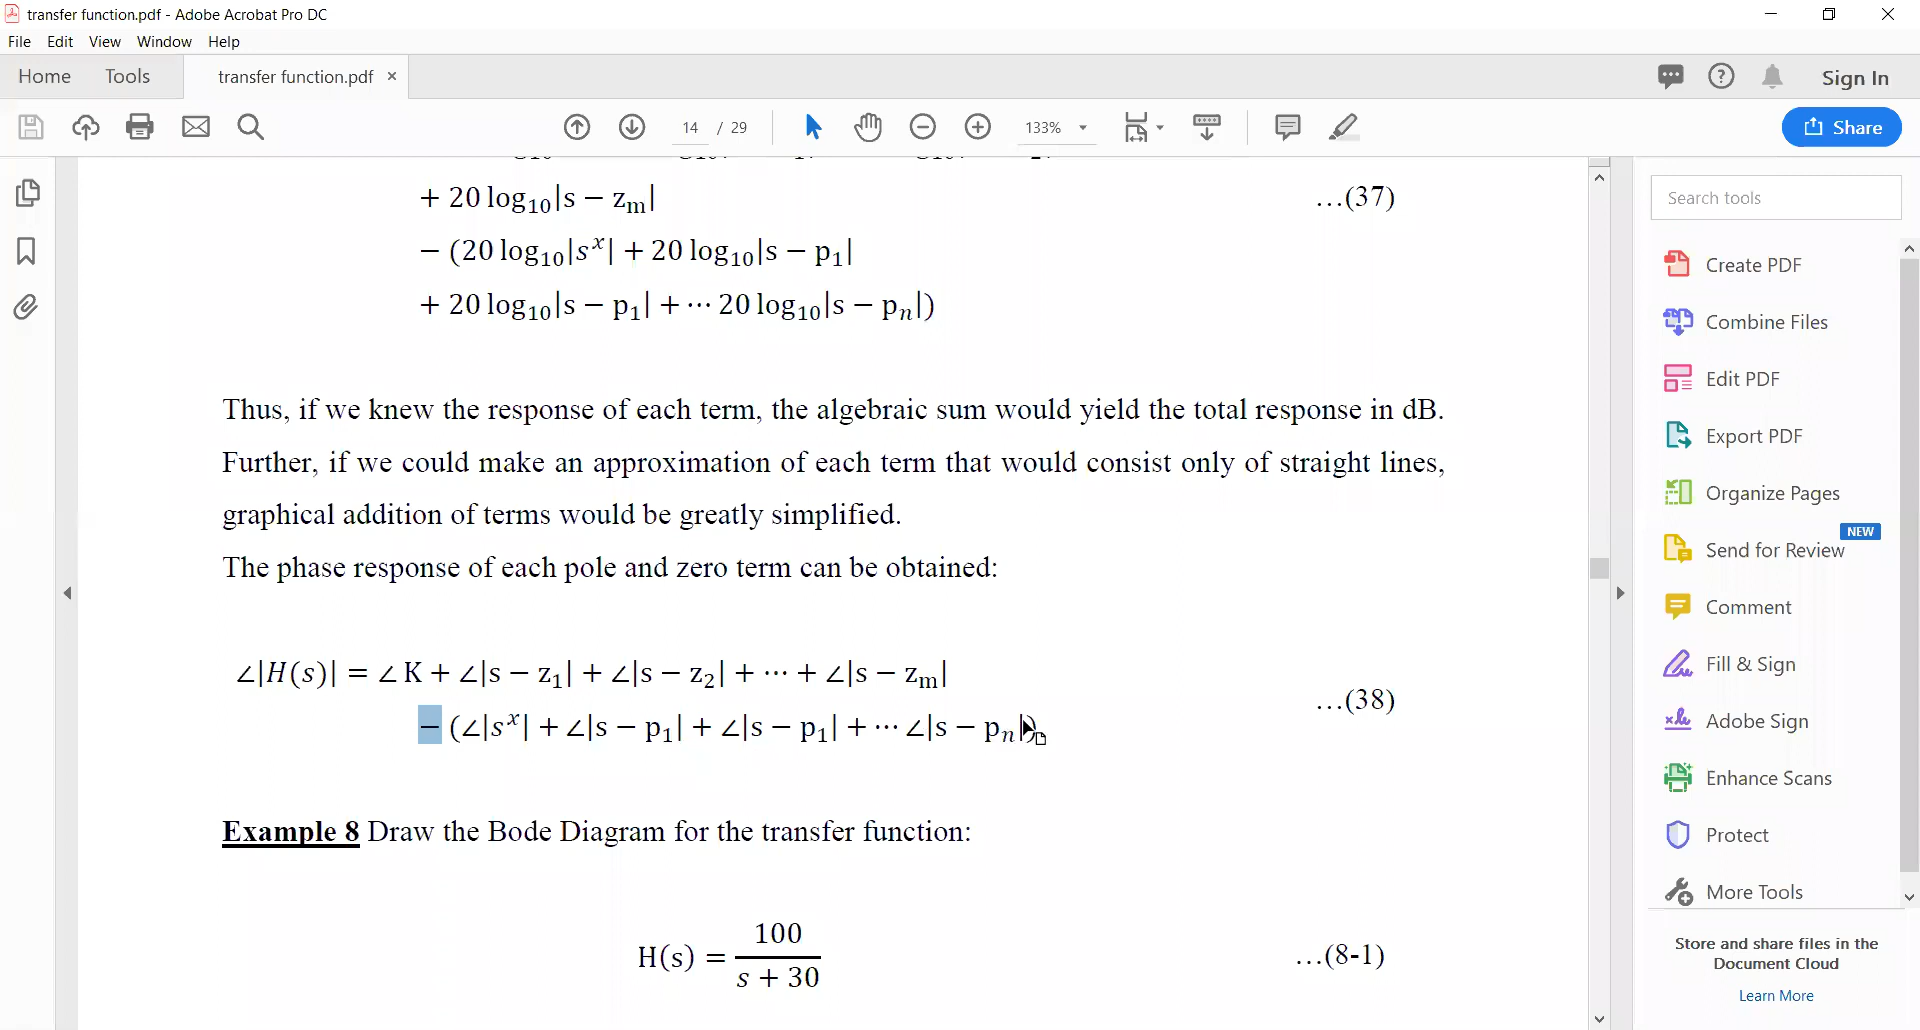 transfer function.pdf - Adobe Acrobat Pro DC
File Edit View Window Help
Home Tools transfer function.pdf × Sign In
14 / 29 133% Share
+ 20 log₁₀|s − zₘ| …(37)
− (20 log₁₀|sˣ| + 20 log₁₀|s − p₁|
+ 20 log₁₀|s − p₁| + ⋯ 20 log₁₀|s − pₙ|)
Thus, if we knew the response of each term, the algebraic sum would yield the total response in dB.
Further, if we could make an approximation of each term that would consist only of straight lines,
graphical addition of terms would be greatly simplified.
The phase response of each pole and zero term can be obtained:
∠|H(s)| = ∠ K + ∠|s − z₁| + ∠|s − z₂| + ⋯ + ∠|s − zₘ|
− (∠|sˣ| + ∠|s − p₁| + ∠|s − p₁| + ⋯ ∠|s − pₙ|) …(38)
Example 8 Draw the Bode Diagram for the transfer function:
H(s) = 100 / (s + 30) …(8-1)
Search tools
Create PDF
Combine Files
Edit PDF
Export PDF
Organize Pages
NEW
Send for Review
Comment
Fill & Sign
Adobe Sign
Enhance Scans
Protect
More Tools
Store and share files in the
Document Cloud
Learn More